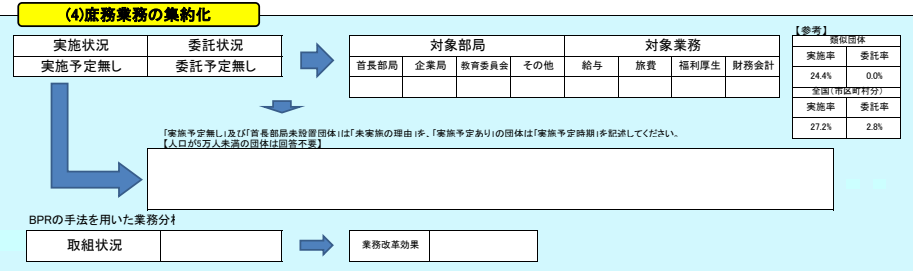 (4)庶務業務の集約化
【参考】
実施状況 委託状況
実施予定無し 委託予定無し
対象部局 対象業務
首長部局 企業局 教育委員会 その他 給与 旅費 福利厚生 財務会計
類似団体
実施率 委託率
24.4% 0.0%
全国(市区町村分)
実施率 委託率
27.2% 2.8%
「実施予定無し」及び「首長部局未設置団体」は「未実施の理由」を、「実施予定あり」の団体は「実施予定時期」を記述してください。
【人口が5万人未満の団体は回答不要】
BPRの手法を用いた業務分析
取組状況
業務改革効果